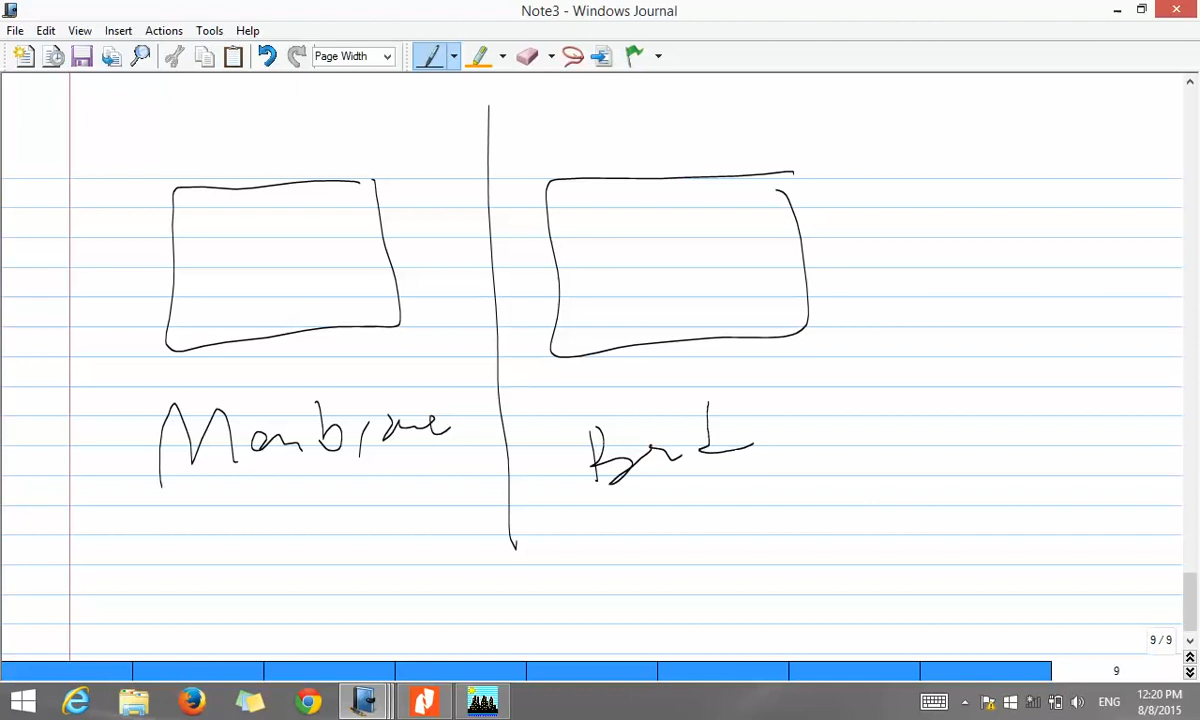 Note3 - Windows Journal
File Edit View Insert Actions Tools Help
Page Width
Membrane
9 / 9
9
ENG
12:20 PM
8/8/2015